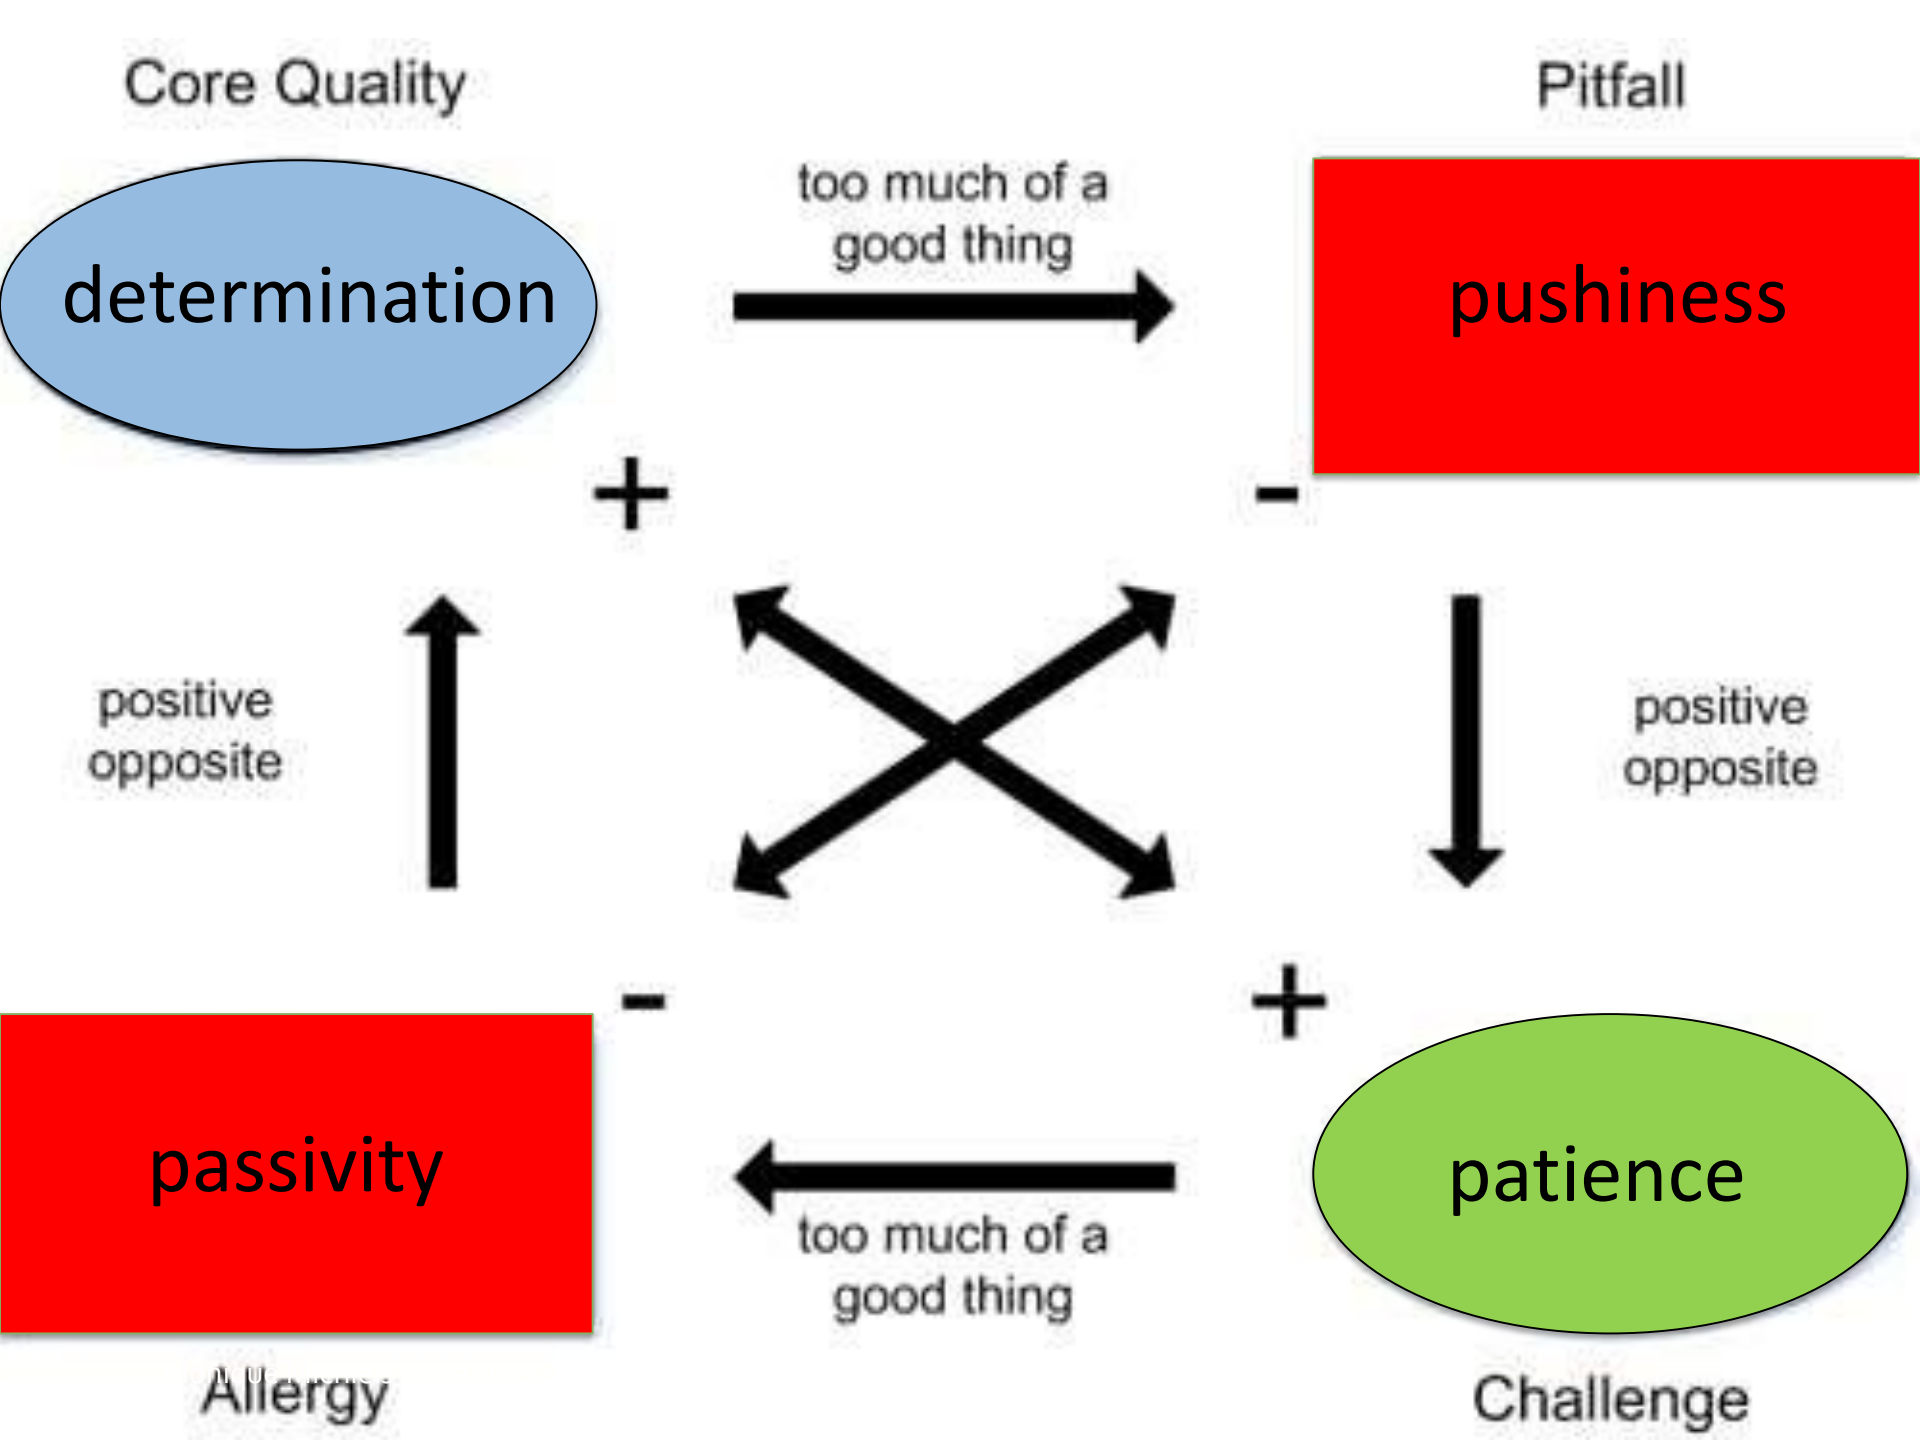 Core Quality
Pitfall
too much of a
good thing
determination
pushiness
+
-
positive
opposite
positive
opposite
-
+
passivity
patience
too much of a
good thing
Allergy
Challenge